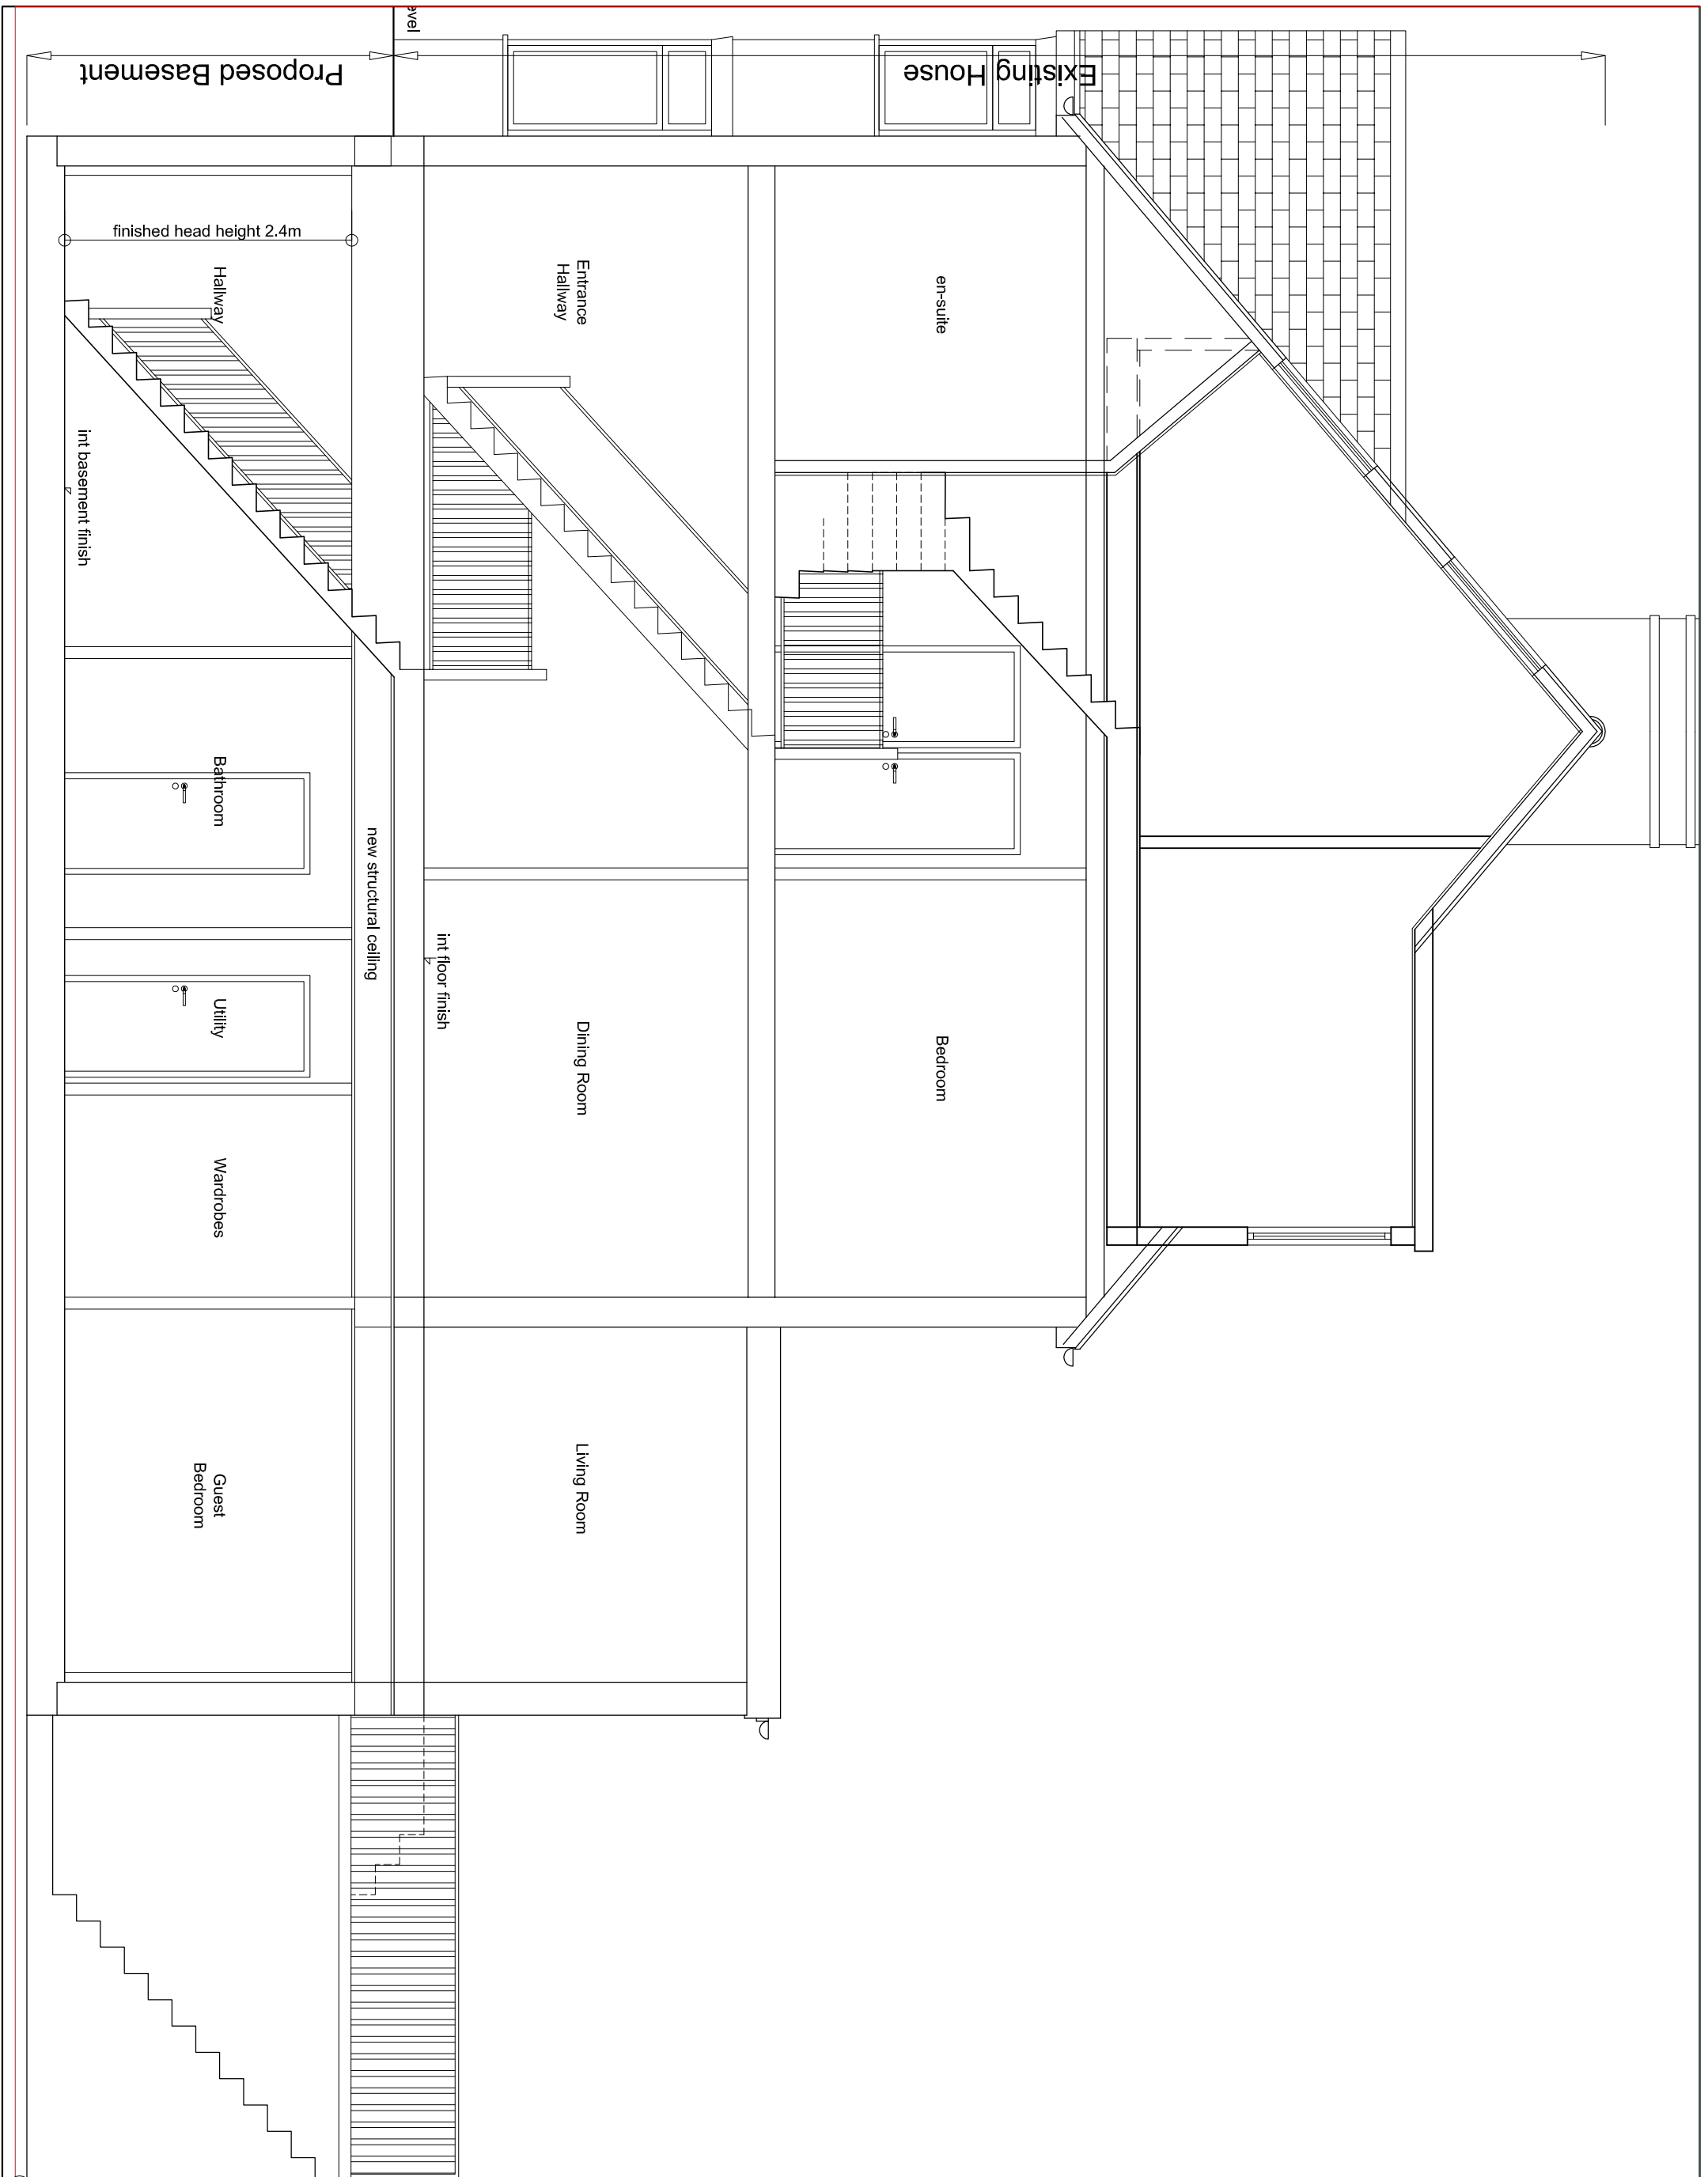 evel
Proposed Basement
Existing House
finished head height 2.4m
Hallway
Entrance
Hallway
en-suite
int basement finish
Bathroom
new structural ceiling
int floor finish
Utility
Dining Room
Bedroom
Wardrobes
Guest
Bedroom
Living Room